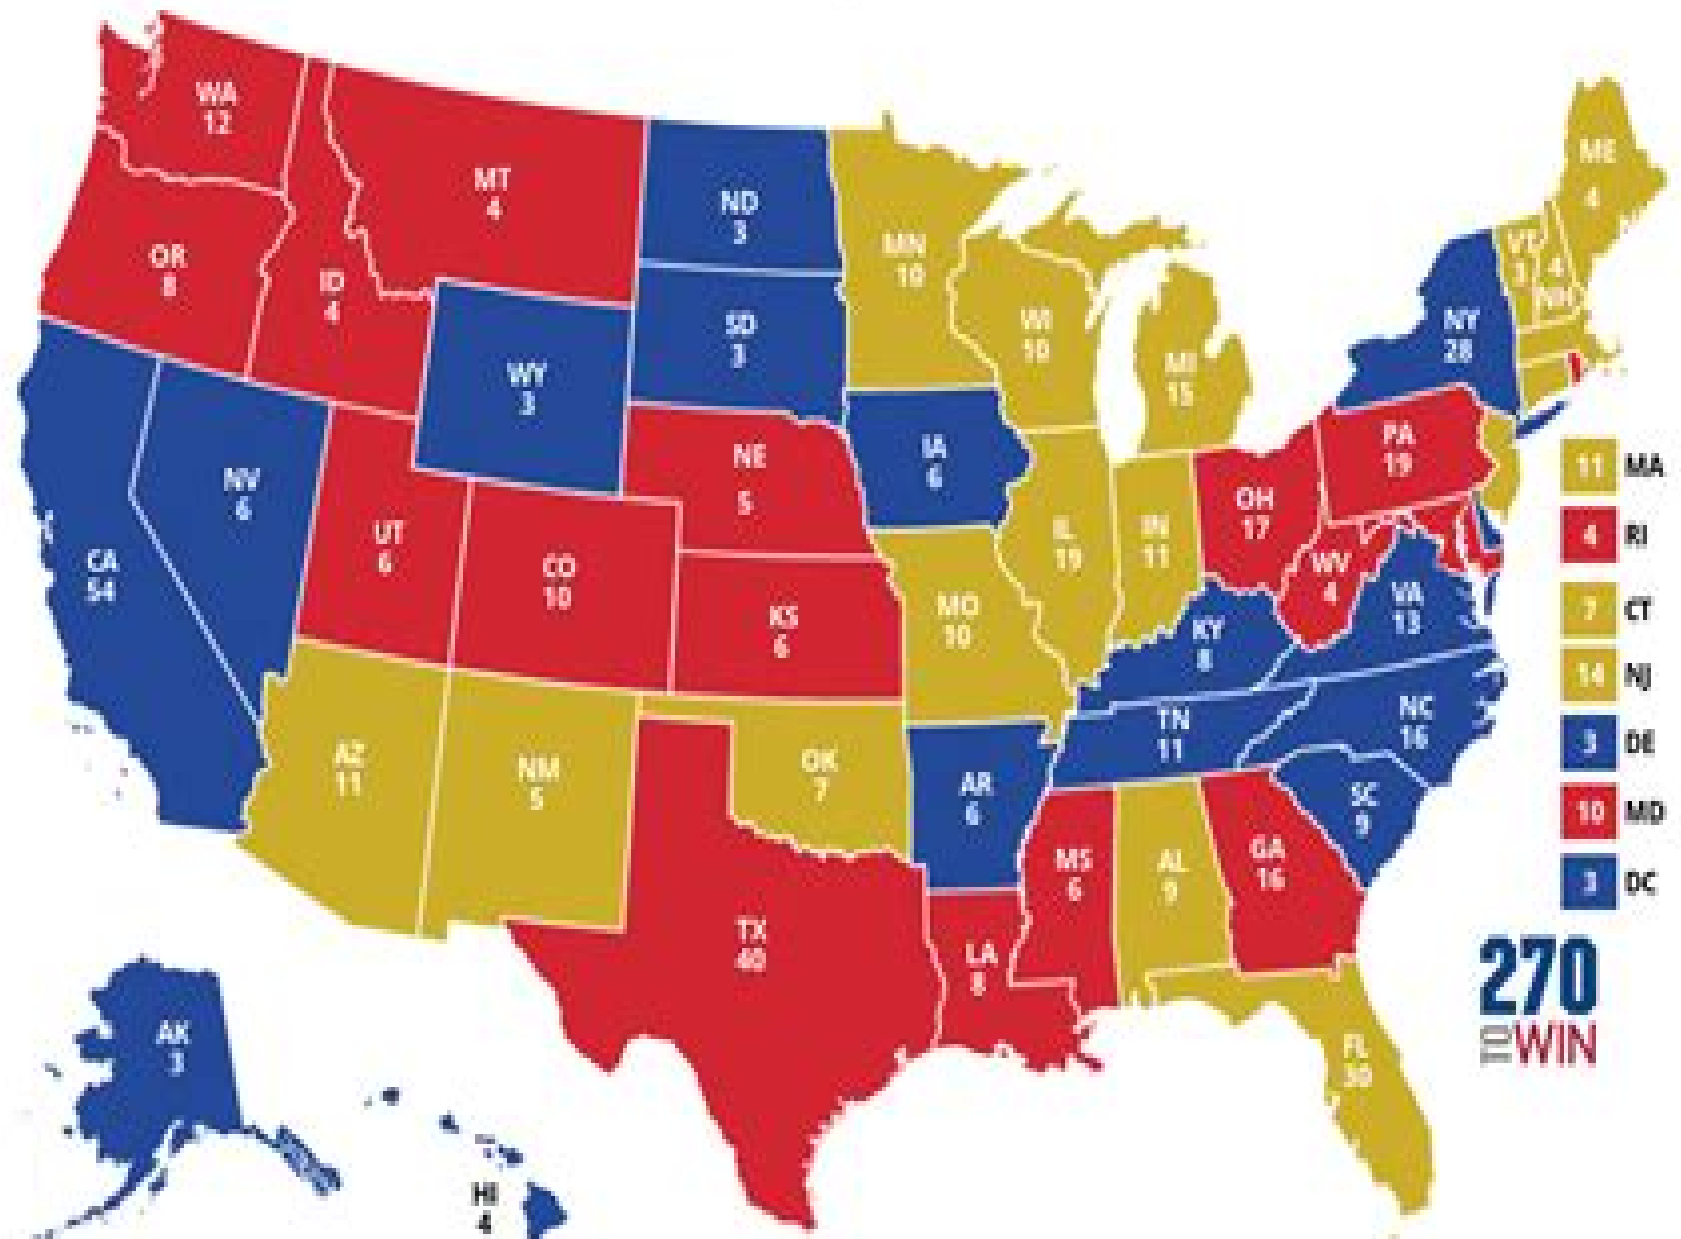 WA
12
MT
4
ND
3
ME
4
OR
8
ID
4
MN
10
VT
3
4
NH
SD
3
WI
10
NY
28
WY
3
MI
15
NE
5
IA
6
PA
19
11 MA
NV
6
UT
6
CO
10
IL
19
IN
11
OH
17
4 RI
CA
54
KS
6
MO
10
WV
4
VA
13
7 CT
KY
8
14 NJ
TN
11
NC
16
3 DE
AZ
11
NM
5
OK
7
AR
6
SC
9
10 MD
MS
6
AL
9
GA
16
3 DC
TX
40
LA
8
270
TO WIN
AK
3
FL
30
HI
4